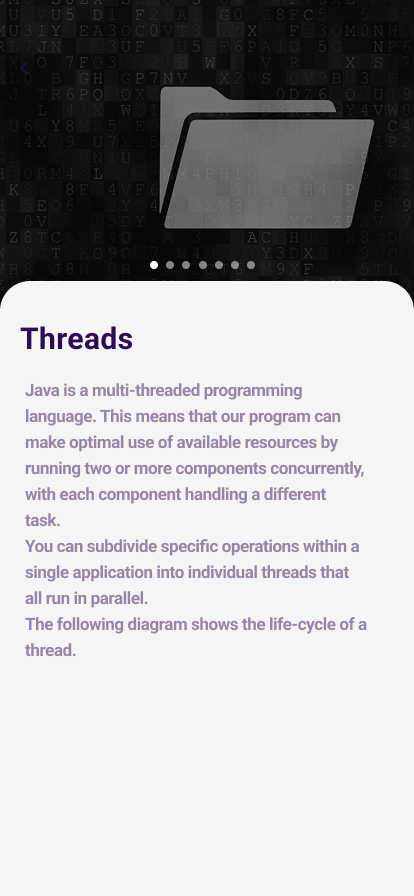 Threads
Java is a multi-threaded programming
language. This means that our program can
make optimal use of available resources by
running two or more components concurrently,
with each component handling a different
task.
You can subdivide specific operations within a
single application into individual threads that
all run in parallel.
The following diagram shows the life-cycle of a
thread.